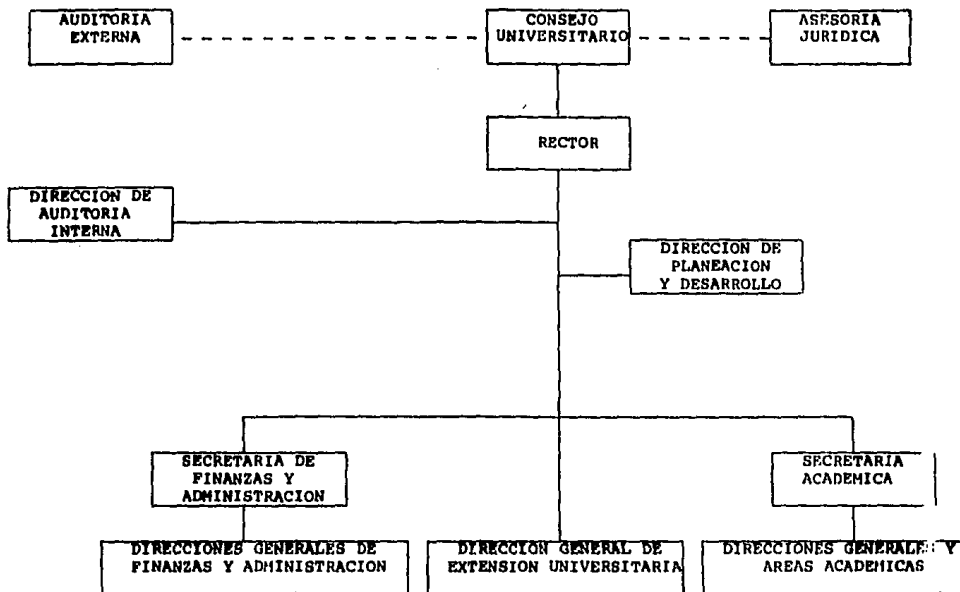 AUDITORIA
EXTERNA
CONSEJO
UNIVERSITARIO
ASESORIA
JURIDICA
RECTOR
DIRECCION DE
AUDITORIA
INTERNA
DIRECCION DE
PLANEACION
Y DESARROLLO
SECRETARIA DE
FINANZAS Y
ADMINISTRACION
SECRETARIA
ACADEMICA
DIRECCIONES GENERALES DE
FINANZAS Y ADMINISTRACION
DIRECCION GENERAL DE
EXTENSION UNIVERSITARIA
DIRECCIONES GENERALES Y
AREAS ACADEMICAS